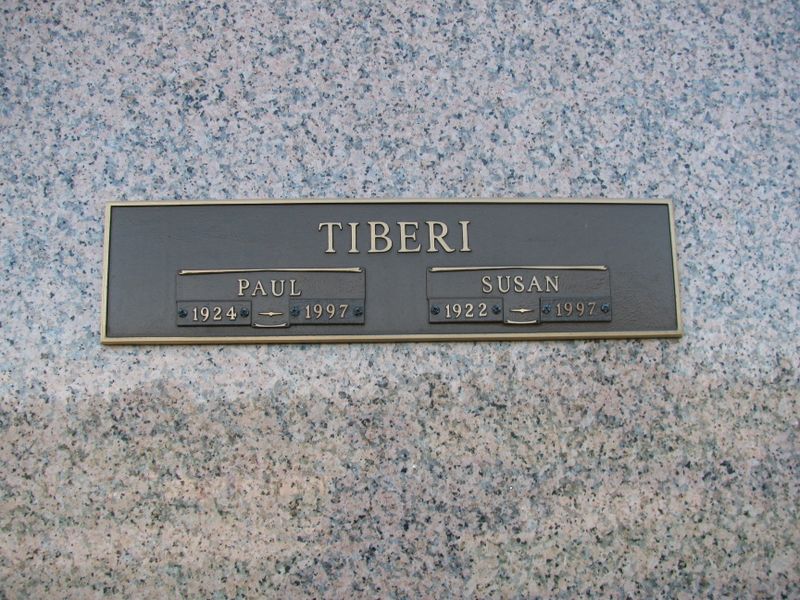 TIBERI
PAUL
1924 — 1997
SUSAN
1922 — 1997